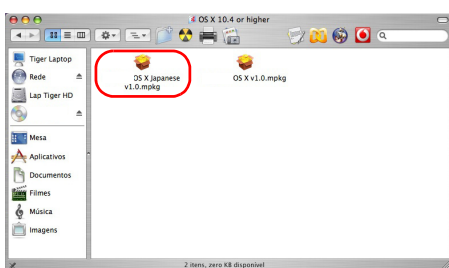 OS X 10.4 or higher
Tiger Laptop
Rede
Lap Tiger HD
Mesa
Aplicativos
Documentos
Filmes
Música
Imagens
OS X Japanese
v1.0.mpkg
OS X v1.0.mpkg
2 itens, zero KB disponível